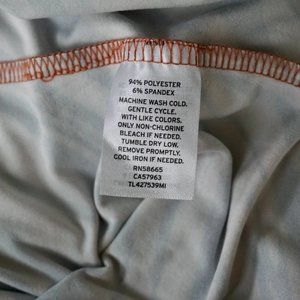 94% POLYESTER
6% SPANDEX
MACHINE WASH COLD.
GENTLE CYCLE.
WITH LIKE COLORS.
ONLY NON-CHLORINE
BLEACH IF NEEDED.
TUMBLE DRY LOW.
REMOVE PROMPTLY.
COOL IRON IF NEEDED.
RN58665
CA57963
TL427539MI